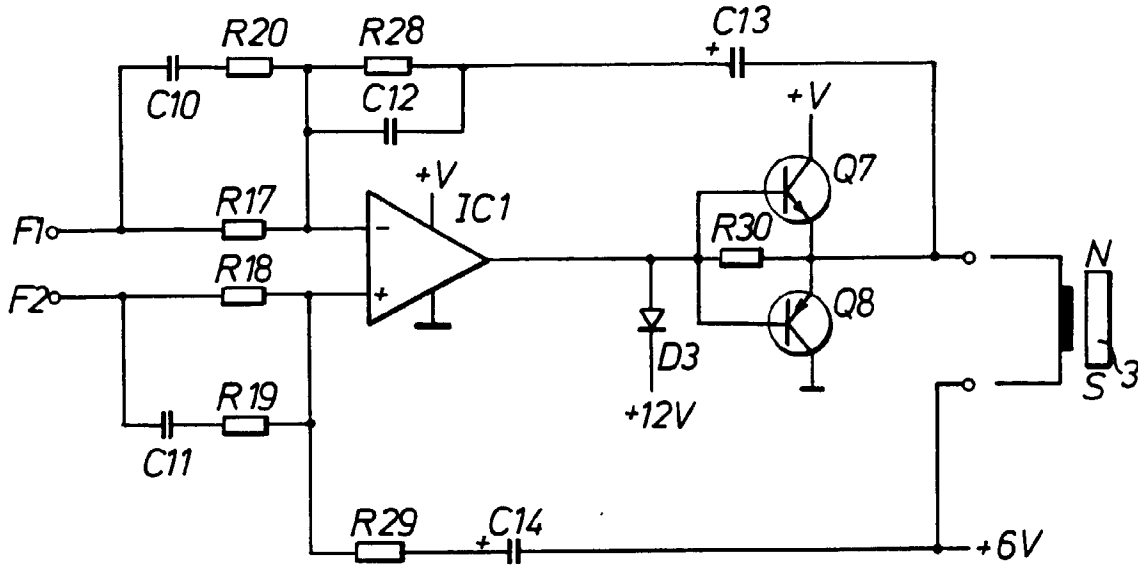 C13
R20
R28
+
C10
C12
+V
+V
Q7
R17
IC1
F1
-
R30
N
R18
F2
+
Q8
D3
3
R19
S
+12V
C11
R29
C14
+
+6V